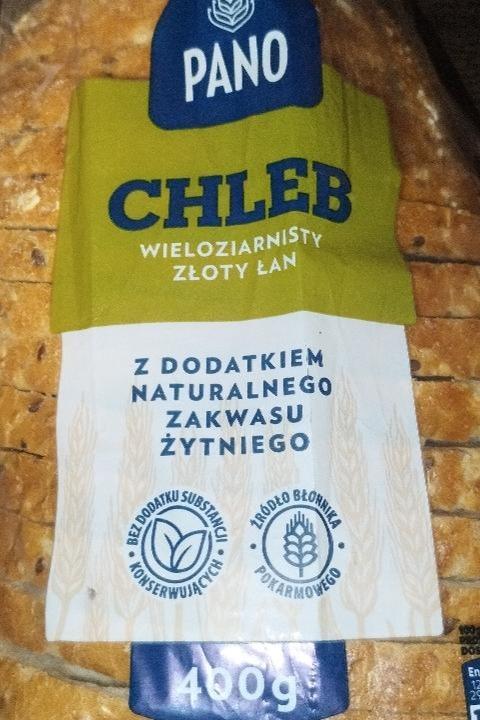 PANO
CHLEB
WIELOZIARNISTY
ZŁOTY ŁAN
Z DODATKIEM
NATURALNEGO
ZAKWASU
ŻYTNIEGO
BEZ DODATKU SUBSTANCJI
• KONSERWUJĄCYCH •
ŹRÓDŁO BŁONNIKA
• POKARMOWEGO •
400g